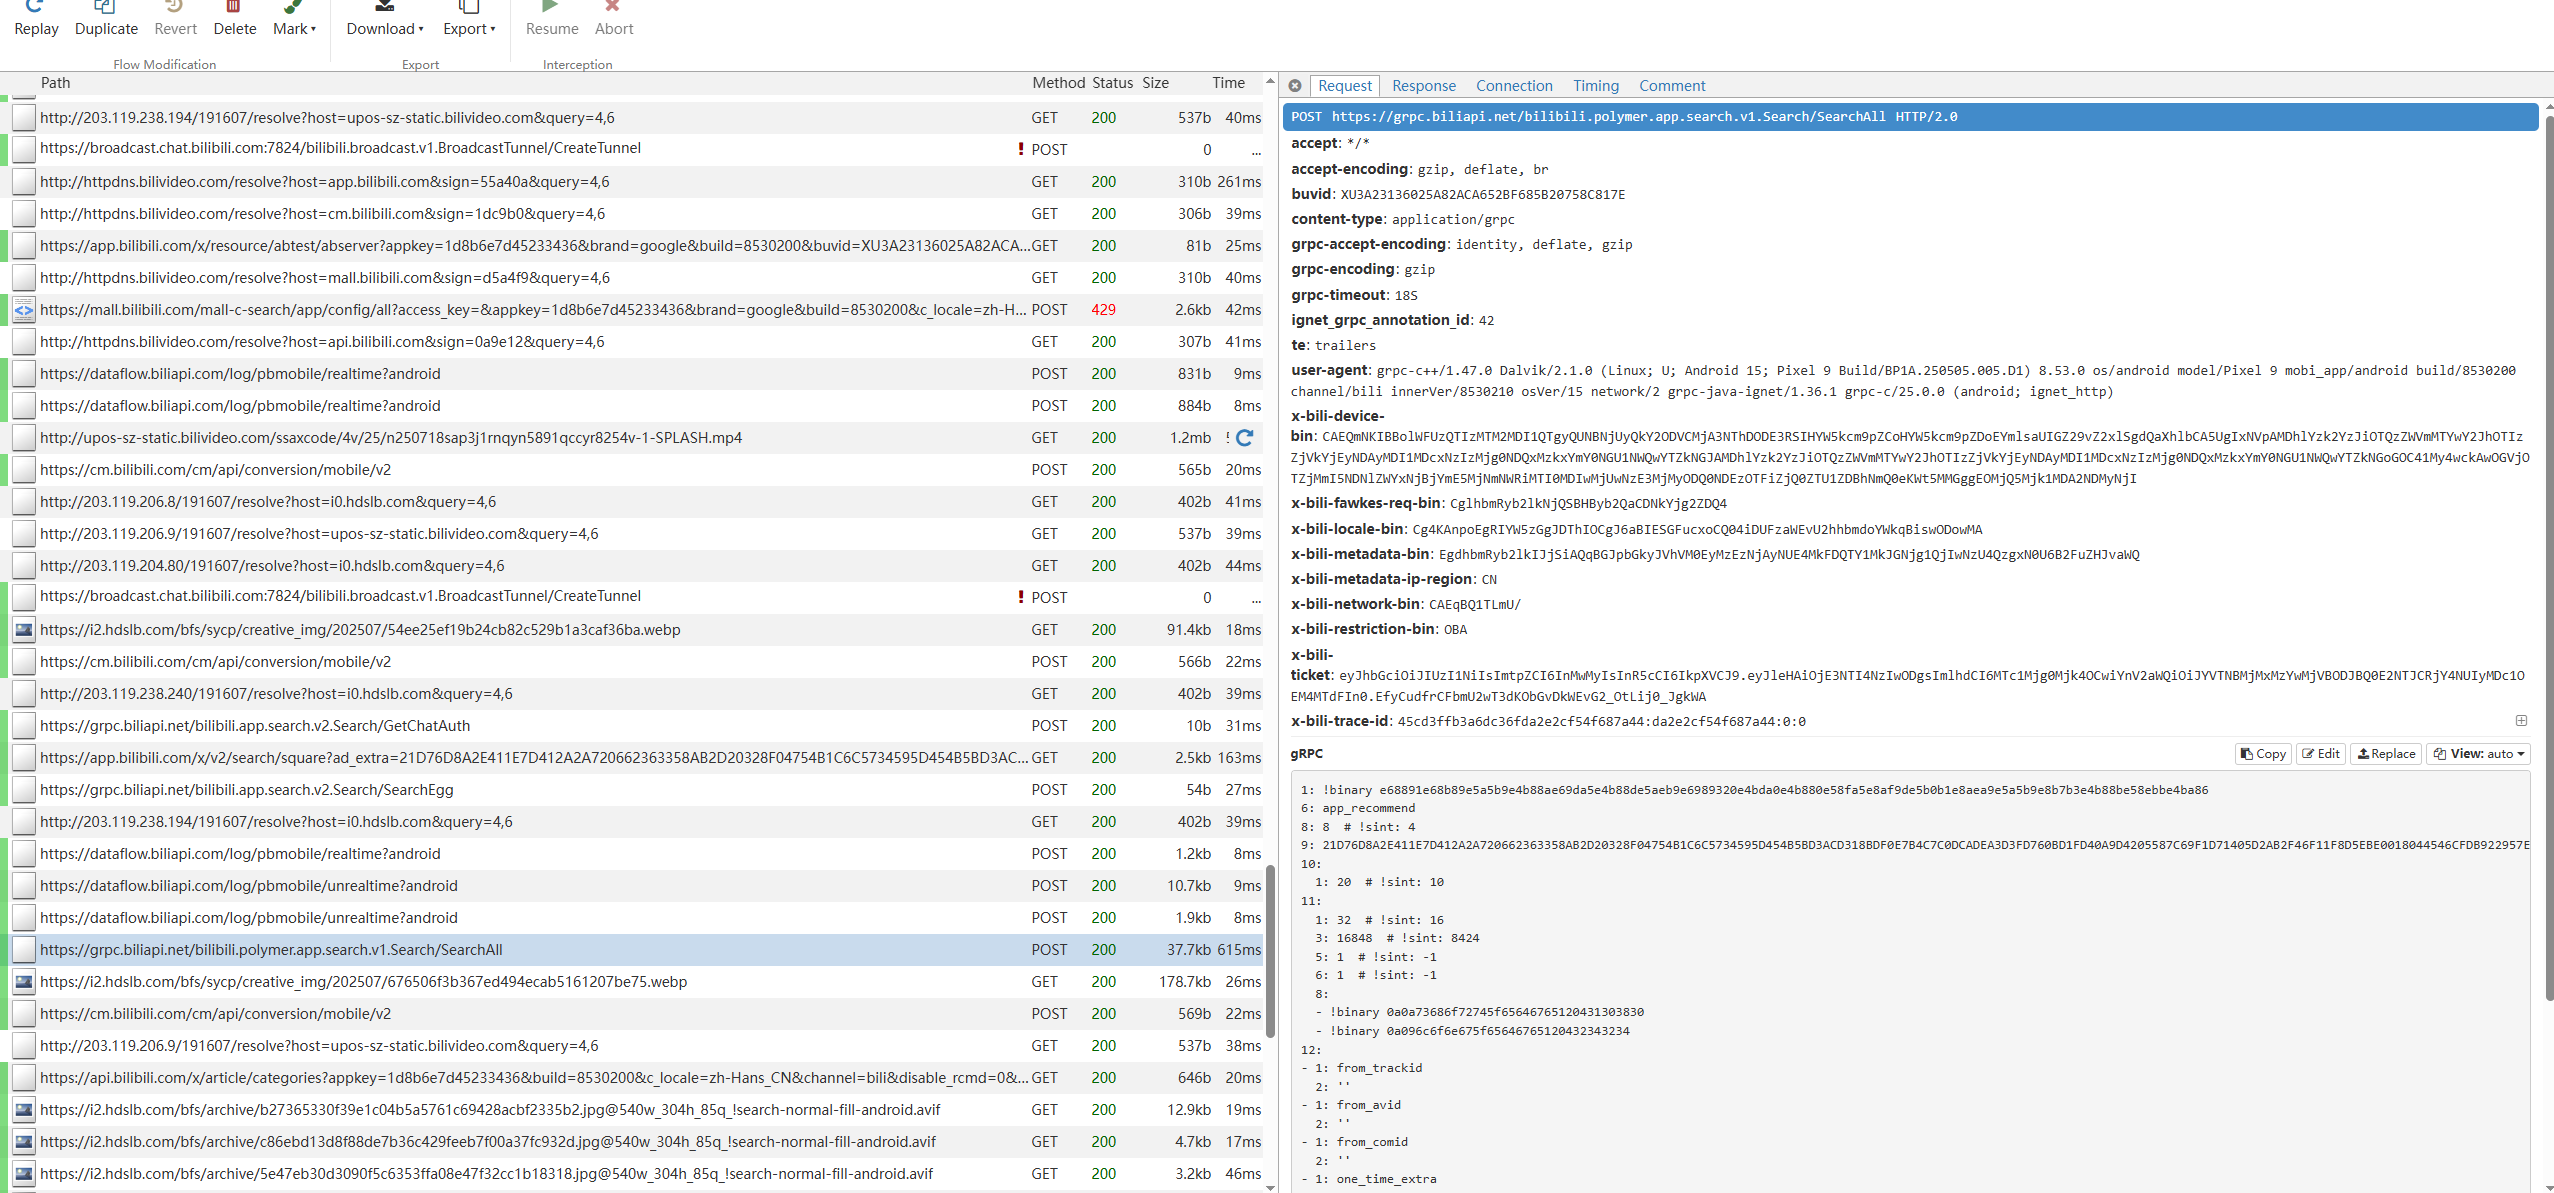 Replay Duplicate Revert Delete Mark Download Export Resume Abort
Flow Modification Export Interception
Path Method Status Size Time
http://203.119.238.194/191607/resolve?host=upos-sz-static.bilivideo.com&query=4,6 GET 200 537b 40ms
https://broadcast.chat.bilibili.com:7824/bilibili.broadcast.v1.BroadcastTunnel/CreateTunnel ! POST 0 ...
http://httpdns.bilivideo.com/resolve?host=app.bilibili.com&sign=55a40a&query=4,6 GET 200 310b 261ms
http://httpdns.bilivideo.com/resolve?host=cm.bilibili.com&sign=1dc9b0&query=4,6 GET 200 306b 39ms
https://app.bilibili.com/x/resource/abtest/abserver?appkey=1d8b6e7d45233436&brand=google&build=8530200&buvid=XU3A23136025A82ACA... GET 200 81b 25ms
http://httpdns.bilivideo.com/resolve?host=mall.bilibili.com&sign=d5a4f9&query=4,6 GET 200 310b 40ms
https://mall.bilibili.com/mall-c-search/app/config/all?access_key=&appkey=1d8b6e7d45233436&brand=google&build=8530200&c_locale=zh-H... POST 429 2.6kb 42ms
http://httpdns.bilivideo.com/resolve?host=api.bilibili.com&sign=0a9e12&query=4,6 GET 200 307b 41ms
https://dataflow.biliapi.com/log/pbmobile/realtime?android POST 200 831b 9ms
https://dataflow.biliapi.com/log/pbmobile/realtime?android POST 200 884b 8ms
http://upos-sz-static.bilivideo.com/ssaxcode/4v/25/n250718sap3j1rnqyn5891qccyr8254v-1-SPLASH.mp4 GET 200 1.2mb
https://cm.bilibili.com/cm/api/conversion/mobile/v2 POST 200 565b 20ms
http://203.119.206.8/191607/resolve?host=i0.hdslb.com&query=4,6 GET 200 402b 41ms
http://203.119.206.9/191607/resolve?host=upos-sz-static.bilivideo.com&query=4,6 GET 200 537b 39ms
http://203.119.204.80/191607/resolve?host=i0.hdslb.com&query=4,6 GET 200 402b 44ms
https://broadcast.chat.bilibili.com:7824/bilibili.broadcast.v1.BroadcastTunnel/CreateTunnel ! POST 0 ...
https://i2.hdslb.com/bfs/sycp/creative_img/202507/54ee25ef19b24cb82c529b1a3caf36ba.webp GET 200 91.4kb 18ms
https://cm.bilibili.com/cm/api/conversion/mobile/v2 POST 200 566b 22ms
http://203.119.238.240/191607/resolve?host=i0.hdslb.com&query=4,6 GET 200 402b 39ms
https://grpc.biliapi.net/bilibili.app.search.v2.Search/GetChatAuth POST 200 10b 31ms
https://app.bilibili.com/x/v2/search/square?ad_extra=21D76D8A2E411E7D412A2A720662363358AB2D20328F04754B1C6C5734595D454B5BD3AC... GET 200 2.5kb 163ms
https://grpc.biliapi.net/bilibili.app.search.v2.Search/SearchEgg POST 200 54b 27ms
http://203.119.238.194/191607/resolve?host=i0.hdslb.com&query=4,6 GET 200 402b 39ms
https://dataflow.biliapi.com/log/pbmobile/realtime?android POST 200 1.2kb 8ms
https://dataflow.biliapi.com/log/pbmobile/unrealtime?android POST 200 10.7kb 9ms
https://dataflow.biliapi.com/log/pbmobile/unrealtime?android POST 200 1.9kb 8ms
https://grpc.biliapi.net/bilibili.polymer.app.search.v1.Search/SearchAll POST 200 37.7kb 615ms
https://i2.hdslb.com/bfs/sycp/creative_img/202507/676506f3b367ed494ecab5161207be75.webp GET 200 178.7kb 26ms
https://cm.bilibili.com/cm/api/conversion/mobile/v2 POST 200 569b 22ms
http://203.119.206.9/191607/resolve?host=upos-sz-static.bilivideo.com&query=4,6 GET 200 537b 38ms
https://api.bilibili.com/x/article/categories?appkey=1d8b6e7d45233436&build=8530200&c_locale=zh-Hans_CN&channel=bili&disable_rcmd=0&... GET 200 646b 20ms
https://i2.hdslb.com/bfs/archive/b27365330f39e1c04b5a5761c69428acbf2335b2.jpg@540w_304h_85q_!search-normal-fill-android.avif GET 200 12.9kb 19ms
https://i2.hdslb.com/bfs/archive/c86ebd13d8f88de7b36c429feeb7f00a37fc932d.jpg@540w_304h_85q_!search-normal-fill-android.avif GET 200 4.7kb 17ms
https://i2.hdslb.com/bfs/archive/5e47eb30d3090f5c6353ffa08e47f32cc1b18318.jpg@540w_304h_85q_!search-normal-fill-android.avif GET 200 3.2kb 46ms
Request Response Connection Timing Comment
POST https://grpc.biliapi.net/bilibili.polymer.app.search.v1.Search/SearchAll HTTP/2.0
accept: */*
accept-encoding: gzip, deflate, br
buvid: XU3A23136025A82ACA652BF685B20758C817E
content-type: application/grpc
grpc-accept-encoding: identity, deflate, gzip
grpc-encoding: gzip
grpc-timeout: 18S
ignet_grpc_annotation_id: 42
te: trailers
user-agent: grpc-c++/1.47.0 Dalvik/2.1.0 (Linux; U; Android 15; Pixel 9 Build/BP1A.250505.005.D1) 8.53.0 os/android model/Pixel 9 mobi_app/android build/8530200
channel/bili innerVer/8530210 osVer/15 network/2 grpc-java-ignet/1.36.1 grpc-c/25.0.0 (android; ignet_http)
x-bili-device-
bin: CAEQmNKIBBolWFUzQTIzMTM2MDI1QTgyQUNBNjUyQkY2ODVCMjA3NThDODE3RSIHYW5kcm9pZCoHYW5kcm9pZDoEYmlsaUIGZ29vZ2xlSgdQaXhlbCA5UgIxNVpAMDhlYzk2YzJiOTQzZWVmMTYwY2JhOTIz
ZjVkYjEyNDAyMDI1MDcxNzIzMjg0NDQxMzkxYmY0NGU1NWQwYTZkNGJAMDhlYzk2YzJiOTQzZWVmMTYwY2JhOTIzZjVkYjEyNDAyMDI1MDcxNzIzMjg0NDQxMzkxYmY0NGU1NWQwYTZkNGoGOC41My4wckAwOGVjO
TZjMmI5NDNlZWYxNjBjYmE5MjNmNWRiMTI0MDIwMjUwNzE3MjMyODQ0NDEzOTFiZjQ0ZTU1ZDBhNmQ0eKWt5MMGggEOMjQ5Mjk1MDA2NDMyNjI
x-bili-fawkes-req-bin: CglhbmRyb2lkNjQSBHByb2QaCDNkYjg2ZDQ4
x-bili-locale-bin: Cg4KAnpoEgRIYW5zGgJDThIOCgJ6aBIESGFucxoCQ04iDUFzaWEvU2hhbmdoYWkqBiswODowMA
x-bili-metadata-bin: EgdhbmRyb2lkIJjSiAQqBGJpbGkyJVhVM0EyMzEzNjAyNUE4MkFDQTY1MkJGNjg1QjIwNzU4QzgxN0U6B2FuZHJvaWQ
x-bili-metadata-ip-region: CN
x-bili-network-bin: CAEqBQ1TLmU/
x-bili-restriction-bin: OBA
x-bili-
ticket: eyJhbGciOiJIUzI1NiIsImtpZCI6InMwMyIsInR5cCI6IkpXVCJ9.eyJleHAiOjE3NTI4NzIwODgsImlhdCI6MTc1Mjg0Mjk4OCwiYnV2aWQiOiJYVTNBMjMxMzYwMjVBODJBQ0E2NTJCRjY4NUIyMDc1O
EM4MTdFIn0.EfyCudfrCFbmU2wT3dKObGvDkWEvG2_OtLij0_JgkWA
x-bili-trace-id: 45cd3ffb3a6dc36fda2e2cf54f687a44:da2e2cf54f687a44:0:0
gRPC Copy Edit Replace View: auto
1: !binary e68891e68b89e5a5b9e4b88ae69da5e4b88de5aeb9e6989320e4bda0e4b880e58fa5e8af9de5b0b1e8aea9e5a5b9e8b7b3e4b88be58ebbe4ba86
6: app_recommend
8: 8 # !sint: 4
9: 21D76D8A2E411E7D412A2A720662363358AB2D20328F04754B1C6C5734595D454B5BD3ACD318BDF0E7B4C7C0DCADEA3D3FD760BD1FD40A9D4205587C69F1D71405D2AB2F46F11F8D5EBE0018044546CFDB922957E
10:
1: 20 # !sint: 10
11:
1: 32 # !sint: 16
3: 16848 # !sint: 8424
5: 1 # !sint: -1
6: 1 # !sint: -1
8:
- !binary 0a0a73686f72745f65646765120431303830
- !binary 0a096c6f6e675f65646765120432343234
12:
- 1: from_trackid
2: ''
- 1: from_avid
2: ''
- 1: from_comid
2: ''
- 1: one_time_extra